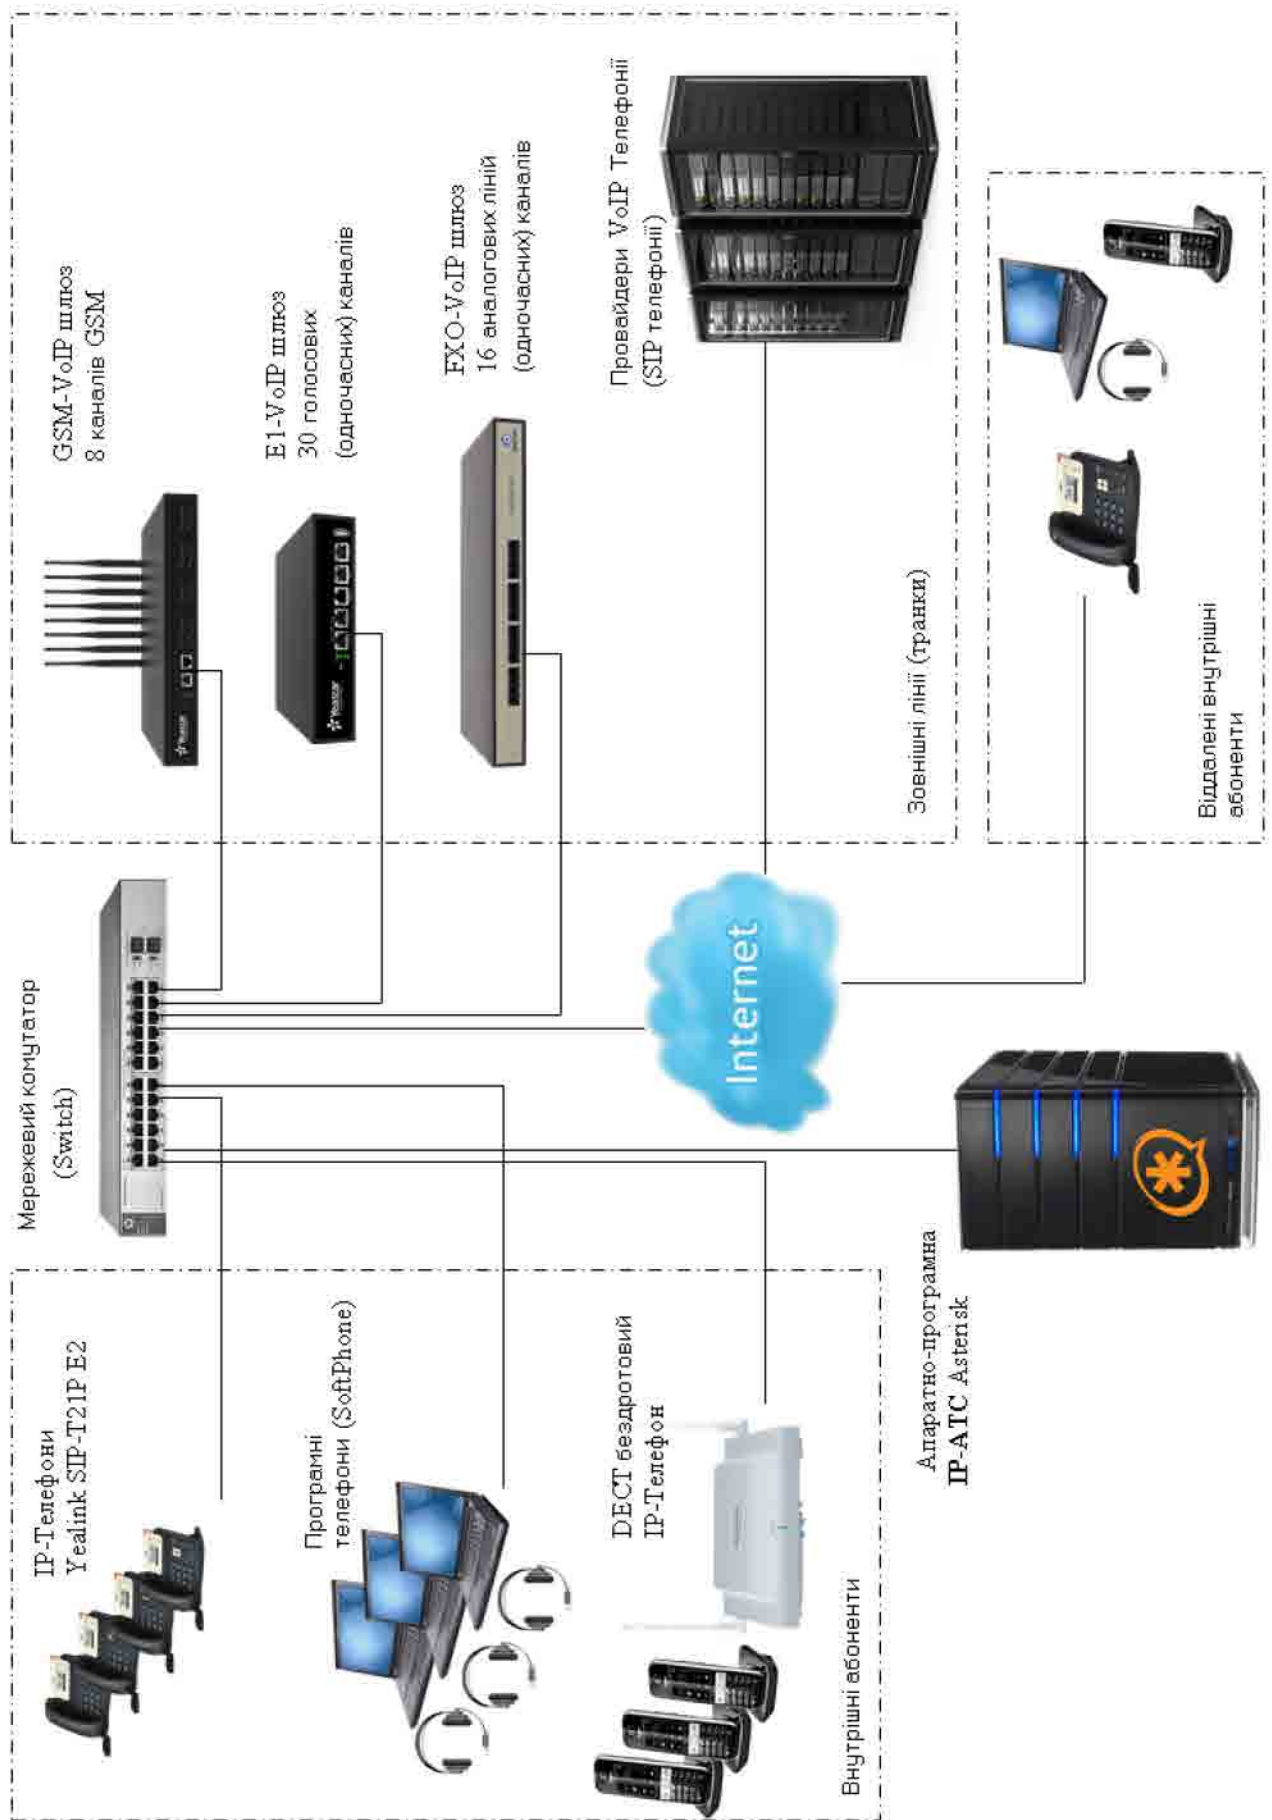 IP-Телефони
Yealink SIP-T21P E2
Програмні
телефони (SoftPhone)
DECT бездротовий
IP-Телефон
Внутрішні абоненти
Мережевий комутатор
(Switch)
Internet
Апаратно-програмна
IP-АТС Asterisk
GSM-VoIP шлюз
8 каналів GSM
E1-VoIP шлюз
30 голосових
(одночасних) каналів
FXO-VoIP шлюз
16 аналогових ліній
(одночасних) каналів
Провайдери VoIP Телефонії
(SIP телефонії)
Зовнішні лінії (транки)
Віддалені внутрішні
абоненти
Yeastar
Yeastar